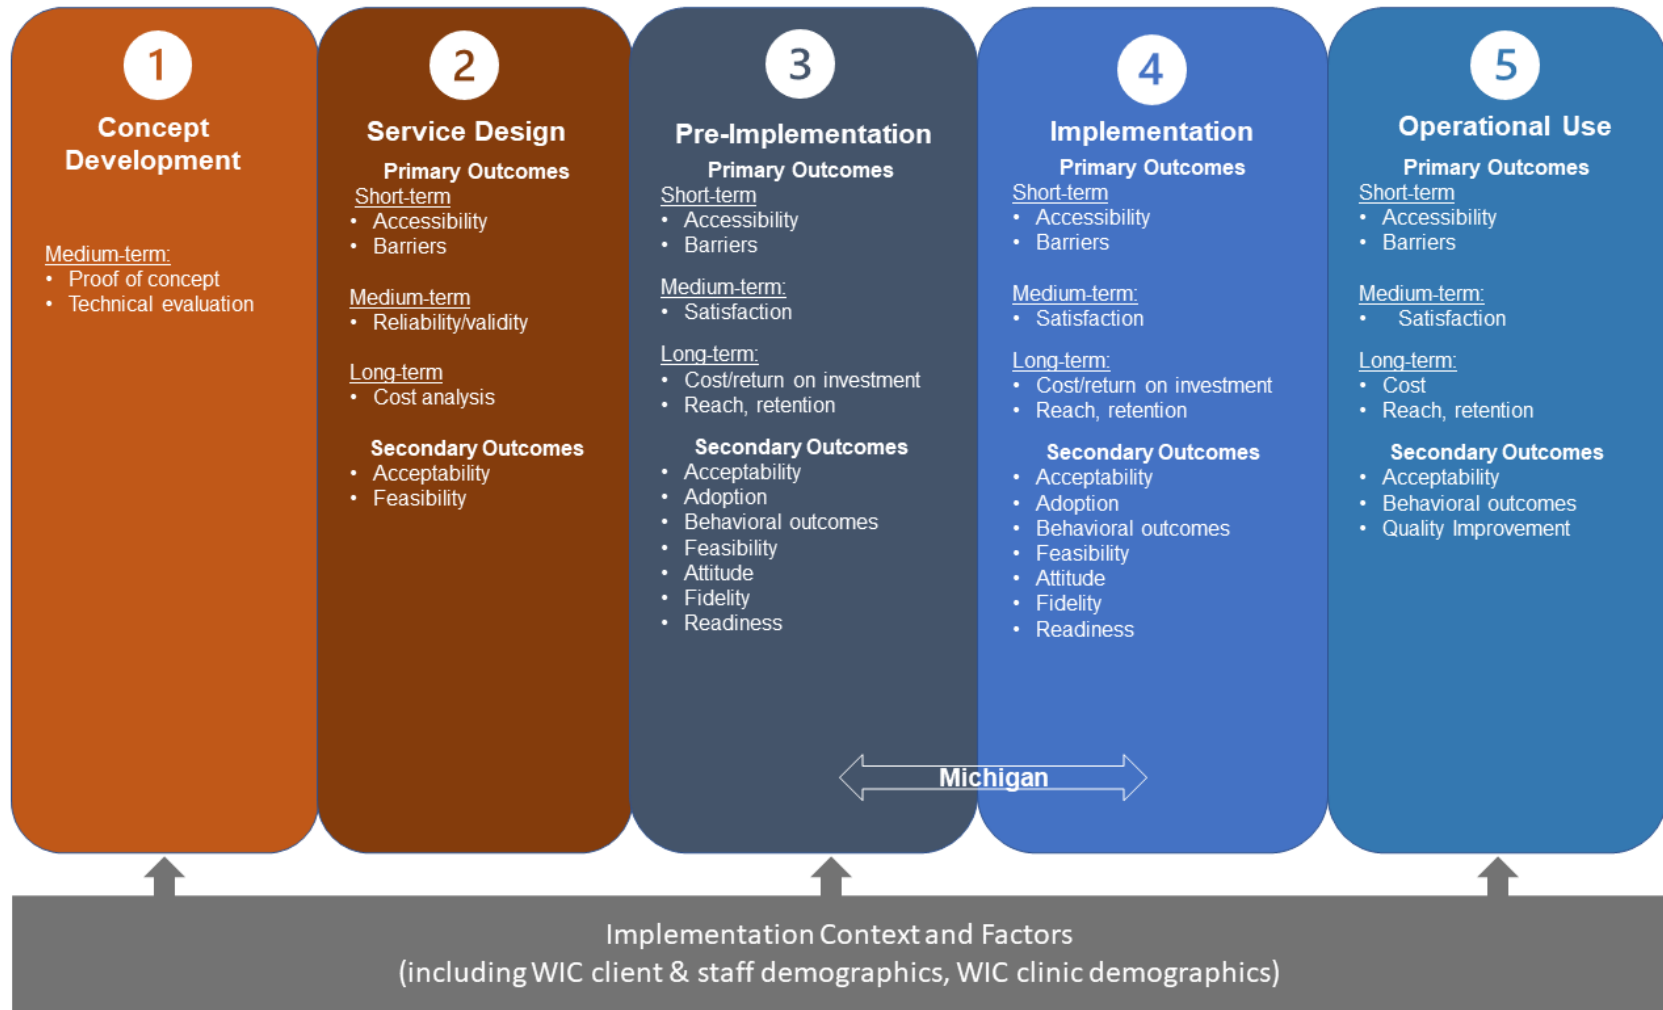 1
Concept
Development
Medium-term:
• Proof of concept
• Technical evaluation
2
Service Design
Primary Outcomes
Short-term
• Accessibility
• Barriers
Medium-term
• Reliability/validity
Long-term
• Cost analysis
Secondary Outcomes
• Acceptability
• Feasibility
3
Pre-Implementation
Primary Outcomes
Short-term
• Accessibility
• Barriers
Medium-term:
• Satisfaction
Long-term:
• Cost/return on investment
• Reach, retention
Secondary Outcomes
• Acceptability
• Adoption
• Behavioral outcomes
• Feasibility
• Attitude
• Fidelity
• Readiness
4
Implementation
Primary Outcomes
Short-term
• Accessibility
• Barriers
Medium-term:
• Satisfaction
Long-term:
• Cost/return on investment
• Reach, retention
Secondary Outcomes
• Acceptability
• Adoption
• Behavioral outcomes
• Feasibility
• Attitude
• Fidelity
• Readiness
Michigan
5
Operational Use
Primary Outcomes
Short-term
• Accessibility
• Barriers
Medium-term:
• Satisfaction
Long-term:
• Cost
• Reach, retention
Secondary Outcomes
• Acceptability
• Behavioral outcomes
• Quality Improvement
Implementation Context and Factors
(including WIC client & staff demographics, WIC clinic demographics)